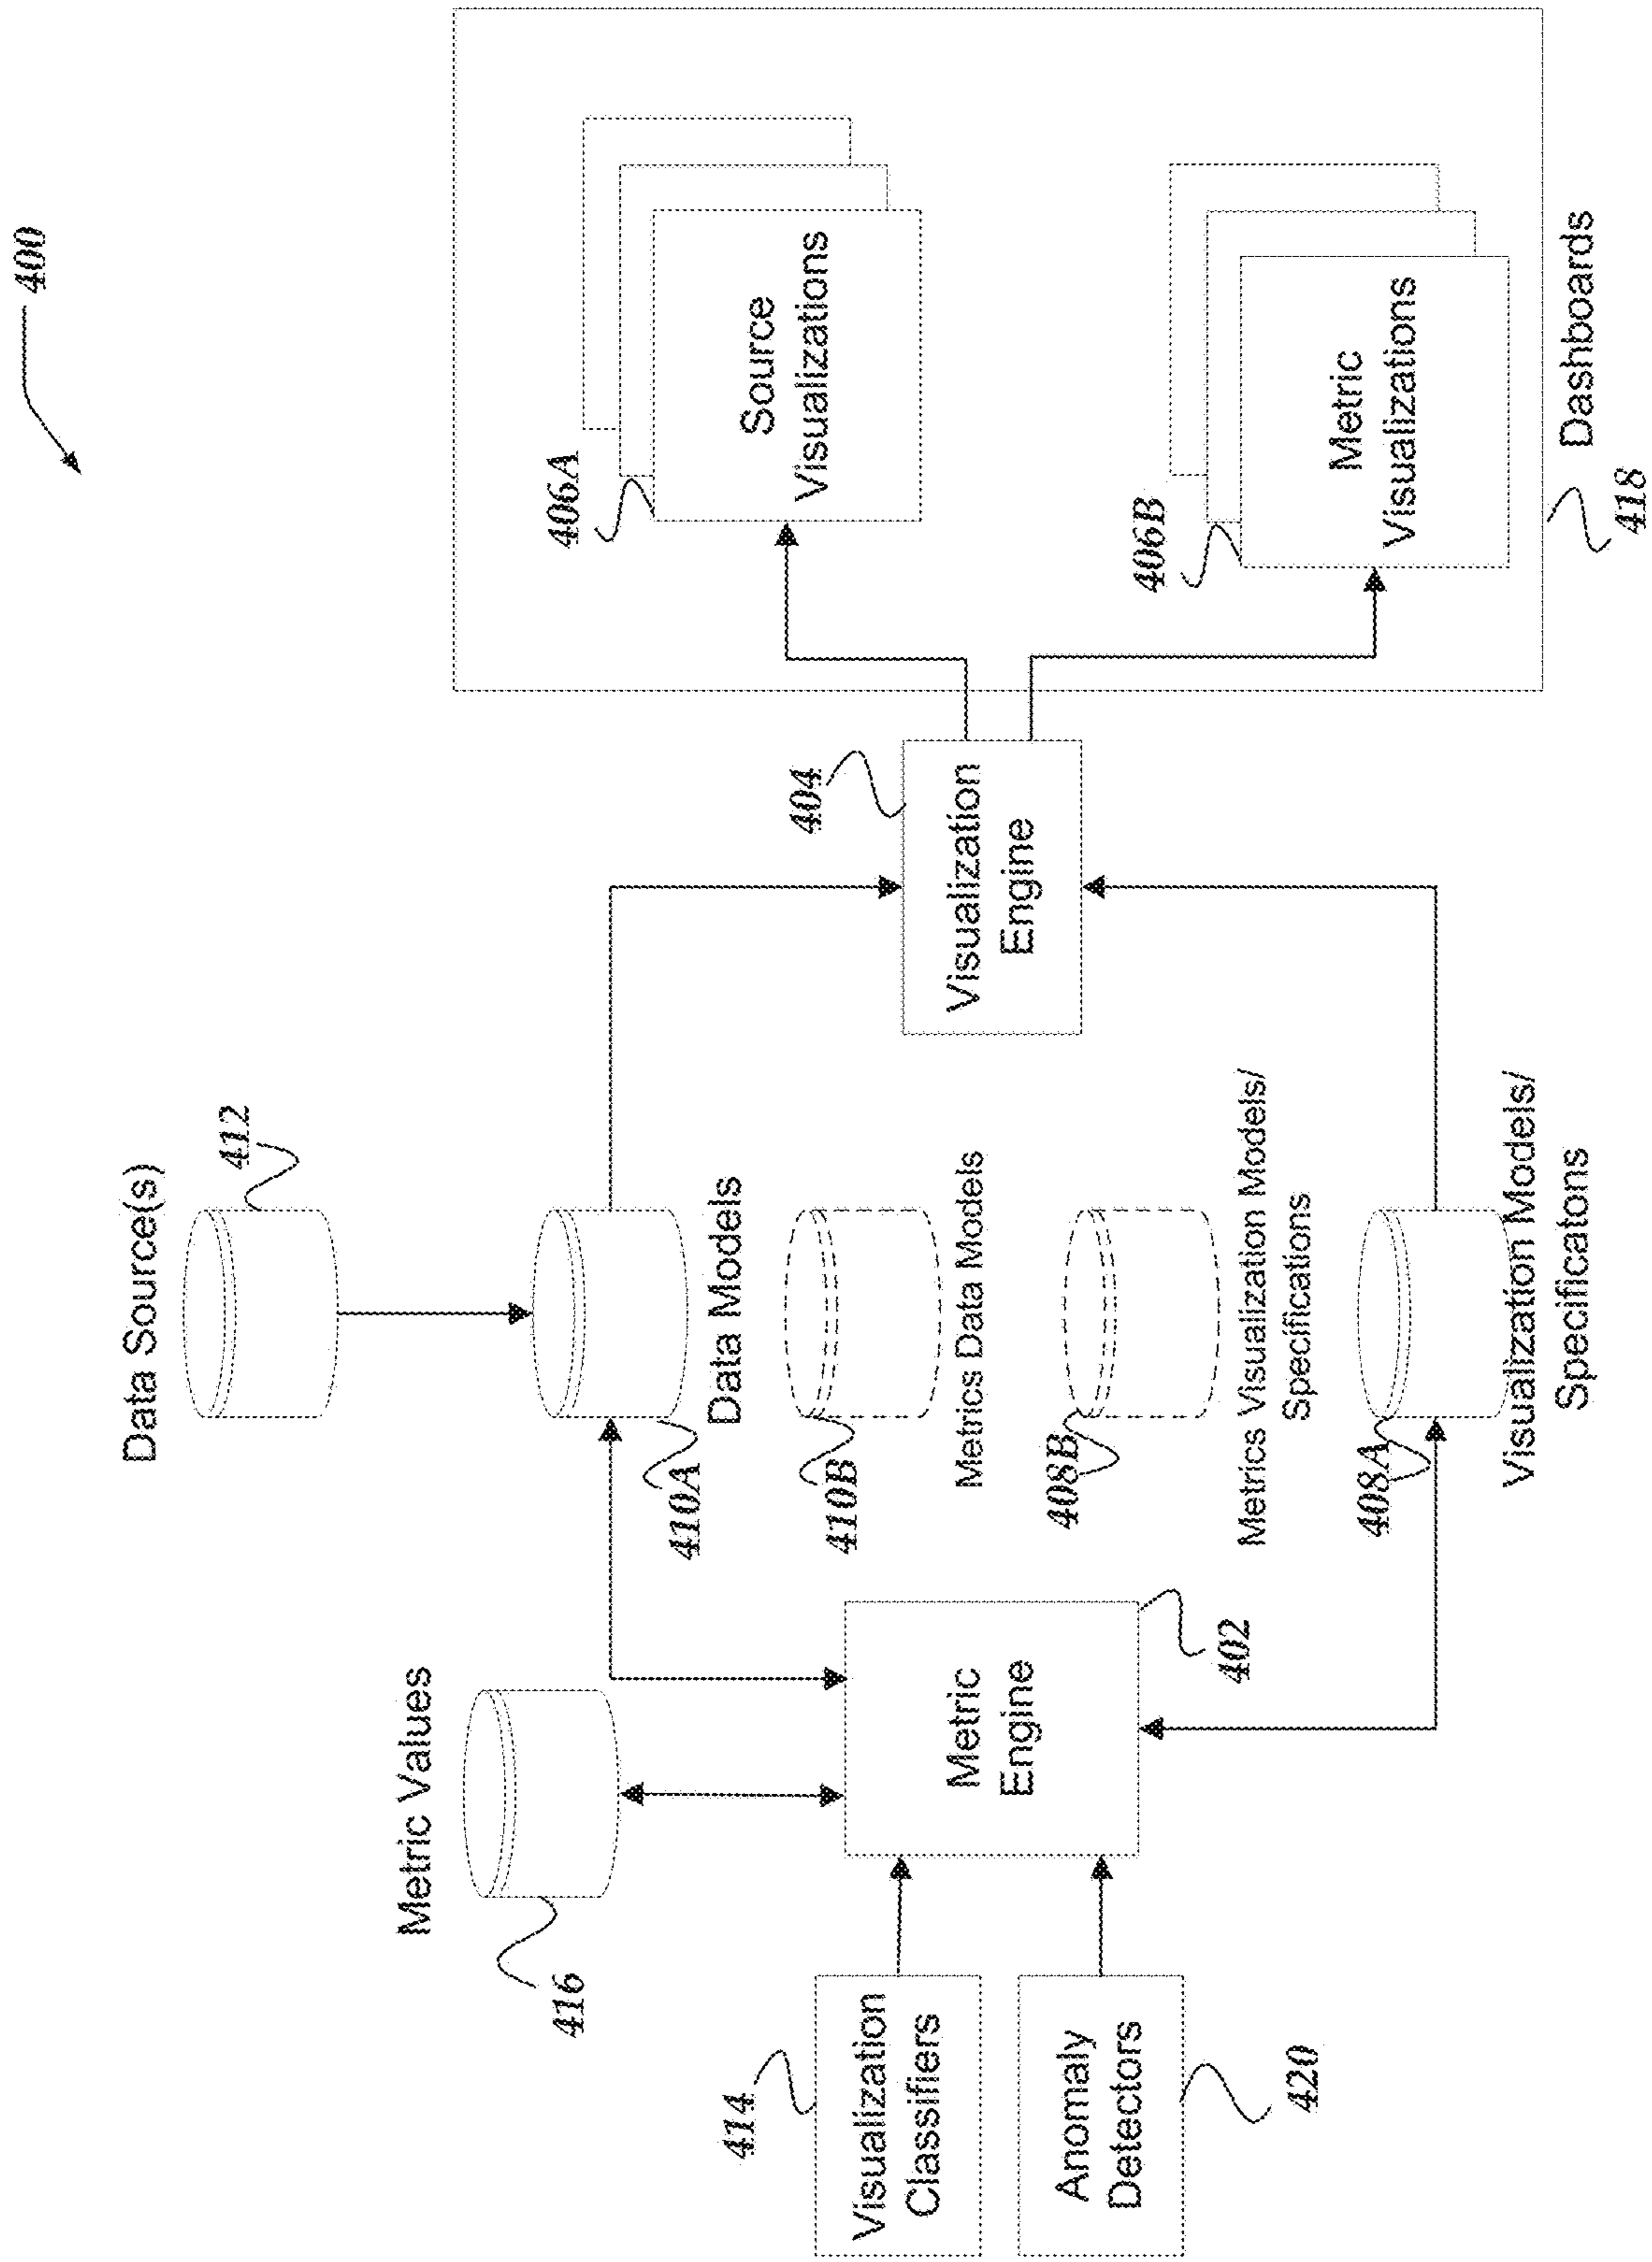 400
Data Source(s)
412
Metric Values
416
410A
Data Models
410B
Metrics Data Models
408B
Metrics Visualization Models/
Specifications
408A
Visualization Models/
Specificatons
414
Visualization
Classifiers
Anomaly
Detectors
420
Metric
Engine
402
404
Visualization
Engine
406A
Source
Visualizations
406B
Metric
Visualizations
Dashboards
418